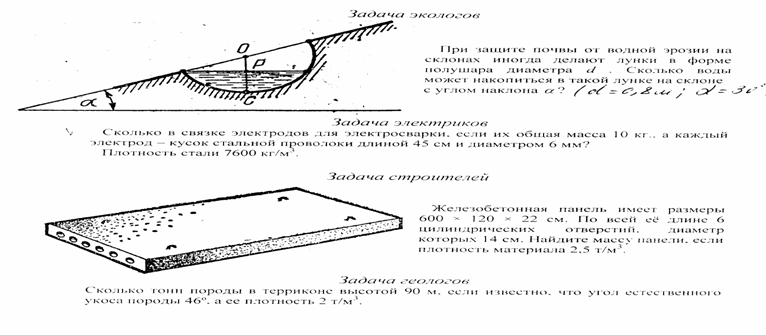 Задача экологов
O
P
C
α
При защите почвы от водной эрозии на
склонах иногда делают лунки в форме
полушара диаметра d . Сколько воды
может накопиться в такой лунке на склоне
с углом наклона α ? (d = 0,8м ; α = 30°
Задача электриков
Сколько в связке электродов для электросварки, если их общая масса 10 кг., а каждый
электрод – кусок стальной проволоки длиной 45 см и диаметром 6 мм?
Плотность стали 7600 кг/м³.
Задача строителей
Железобетонная панель имеет размеры
600 × 120 × 22 см. По всей её длине 6
цилиндрических отверстий, диаметр
которых 14 см. Найдите массу панели, если
плотность материала 2,5 т/м³.
Задача геологов
Сколько тонн породы в терриконе высотой 90 м, если известно, что угол естественного
укоса породы 46°, а ее плотность 2 т/м³.